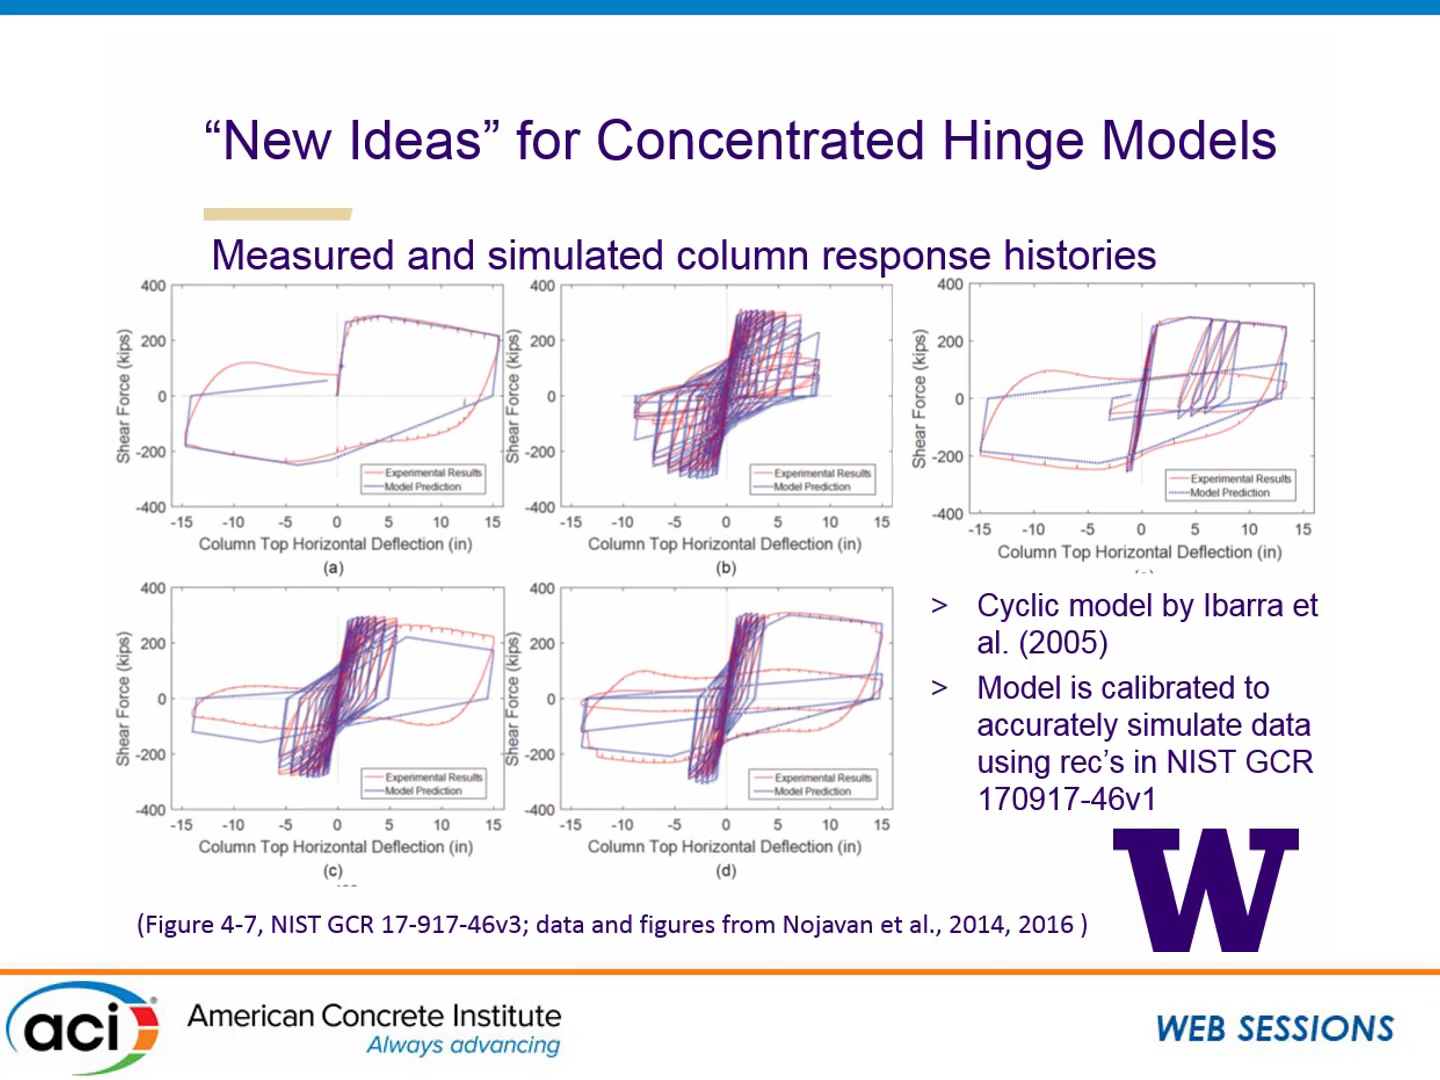 “New Ideas” for Concentrated Hinge Models
Measured and simulated column response histories
400
200
0
-200
-400
Shear Force (kips)
Experimental Results
Model Prediction
-15 -10 -5 0 5 10 15
Column Top Horizontal Deflection (in)
(a)
400
200
0
-200
-400
Shear Force (kips)
Experimental Results
Model Prediction
-15 -10 -5 0 5 10 15
Column Top Horizontal Deflection (in)
(b)
400
200
0
-200
-400
Shear Force (kips)
Experimental Results
Model Prediction
-15 -10 -5 0 5 10 15
Column Top Horizontal Deflection (in)
400
200
0
-200
-400
Shear Force (kips)
Experimental Results
Model Prediction
-15 -10 -5 0 5 10 15
Column Top Horizontal Deflection (in)
(c)
400
200
0
-200
-400
Shear Force (kips)
Experimental Results
Model Prediction
-15 -10 -5 0 5 10 15
Column Top Horizontal Deflection (in)
(d)
> Cyclic model by Ibarra et
al. (2005)
> Model is calibrated to
accurately simulate data
using rec’s in NIST GCR
170917-46v1
W
(Figure 4-7, NIST GCR 17-917-46v3; data and figures from Nojavan et al., 2014, 2016 )
aci®
American Concrete Institute
Always advancing
WEB SESSIONS